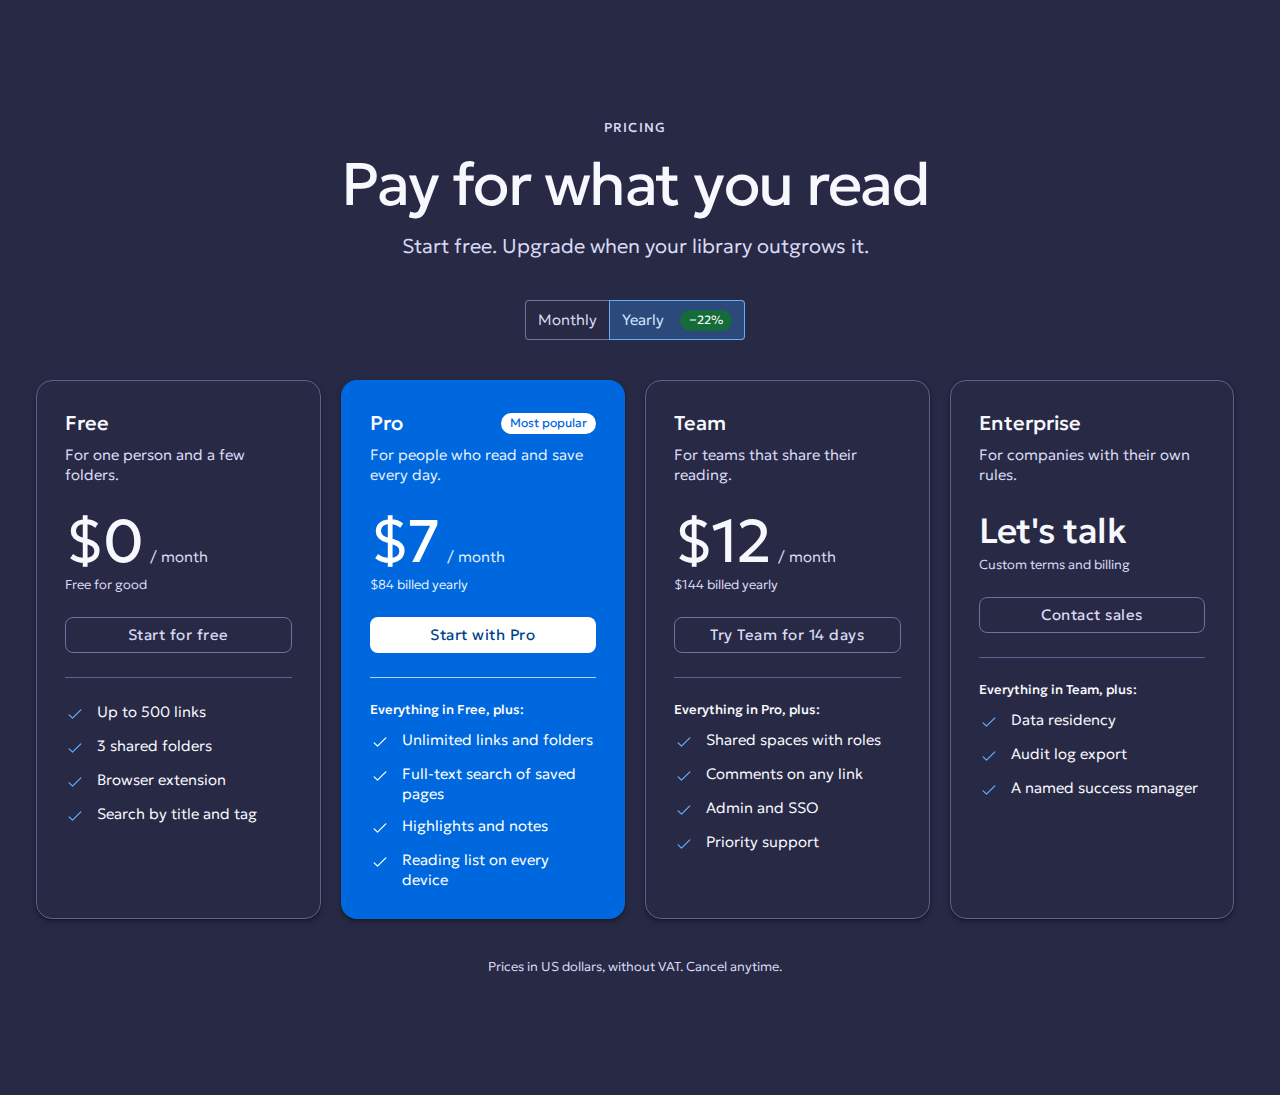 PRICING
Pay for what you read
Start free. Upgrade when your library outgrows it.
Monthly
Yearly
−22%
Free
For one person and a few
folders.
$0 / month
Free for good
Start for free
Up to 500 links
3 shared folders
Browser extension
Search by title and tag
Pro
Most popular
For people who read and save
every day.
$7 / month
$84 billed yearly
Start with Pro
Everything in Free, plus:
Unlimited links and folders
Full-text search of saved
pages
Highlights and notes
Reading list on every
device
Team
For teams that share their
reading.
$12 / month
$144 billed yearly
Try Team for 14 days
Everything in Pro, plus:
Shared spaces with roles
Comments on any link
Admin and SSO
Priority support
Enterprise
For companies with their own
rules.
Let's talk
Custom terms and billing
Contact sales
Everything in Team, plus:
Data residency
Audit log export
A named success manager
Prices in US dollars, without VAT. Cancel anytime.